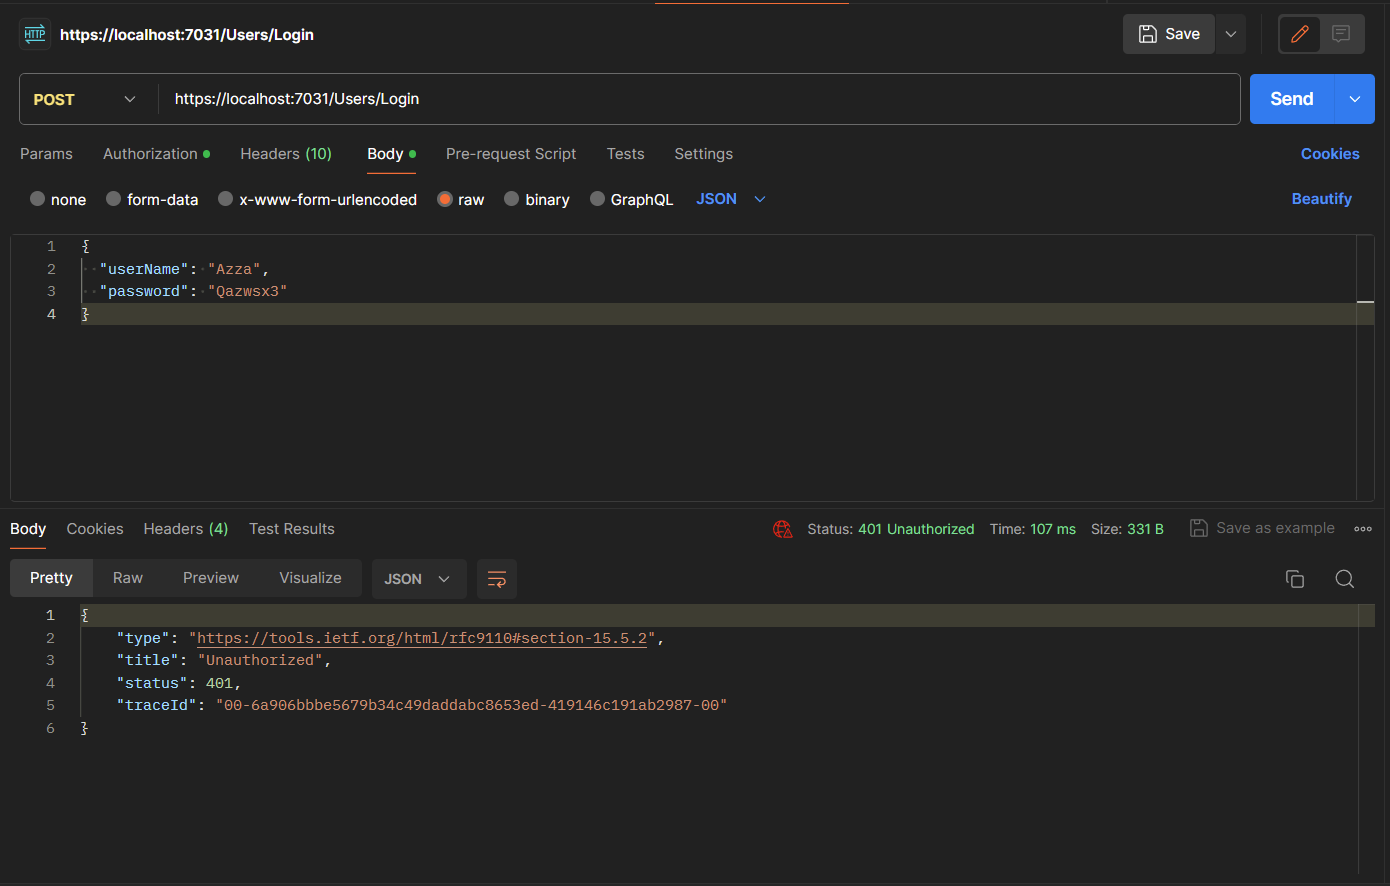 HTTP https://localhost:7031/Users/Login Save
POST https://localhost:7031/Users/Login Send
Params Authorization Headers (10) Body Pre-request Script Tests Settings Cookies
none form-data x-www-form-urlencoded raw binary GraphQL JSON Beautify
1 {
2 "userName": "Azza",
3 "password": "Qazwsx3"
4 }
Body Cookies Headers (4) Test Results Status: 401 Unauthorized Time: 107 ms Size: 331 B Save as example
Pretty Raw Preview Visualize JSON
1 {
2 "type": "https://tools.ietf.org/html/rfc9110#section-15.5.2",
3 "title": "Unauthorized",
4 "status": 401,
5 "traceId": "00-6a906bbbe5679b34c49daddabc8653ed-419146c191ab2987-00"
6 }